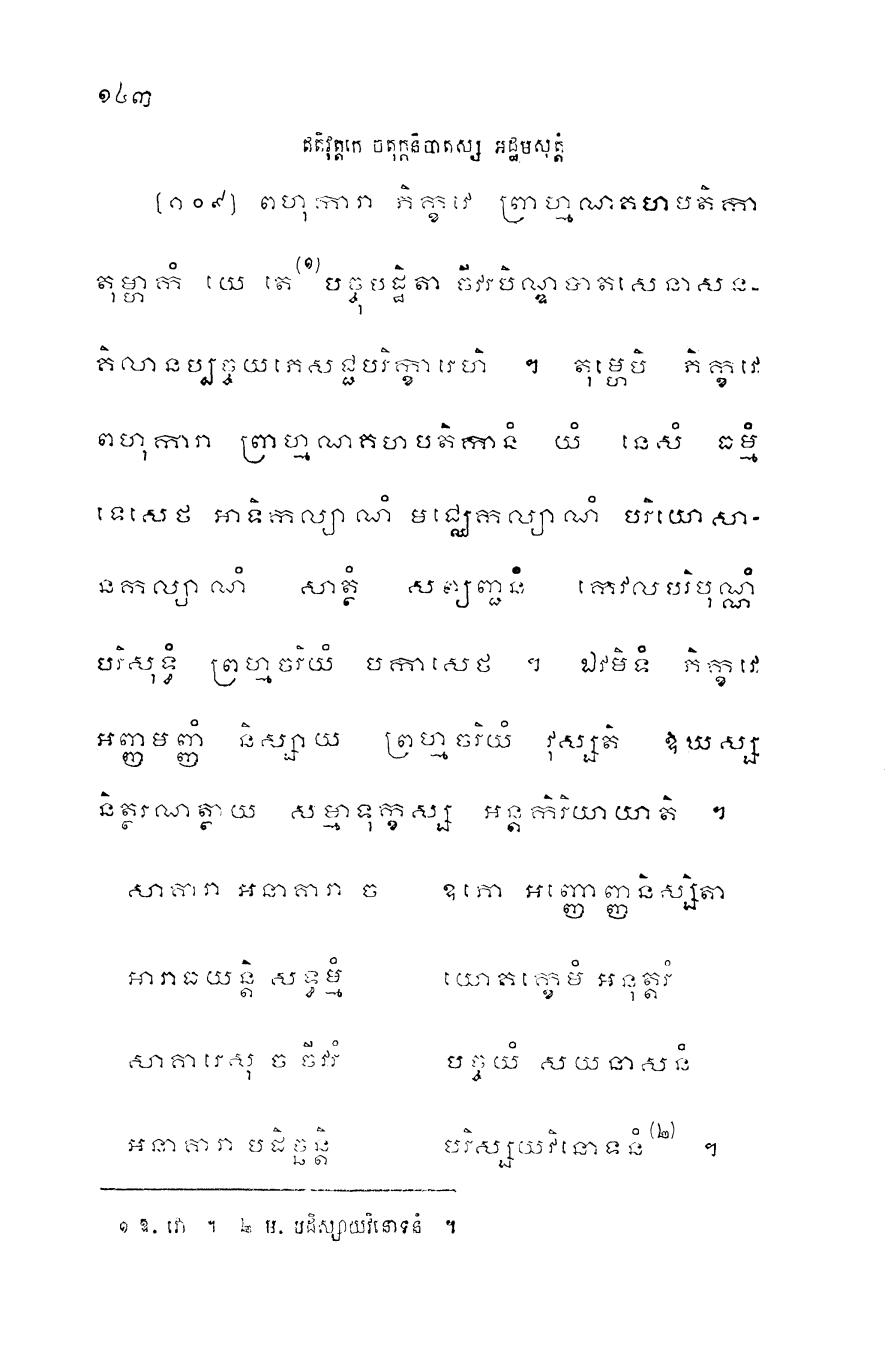 ១៤៣
ឥតិវុត្តកេ ចតុក្កនិបាតស្ស អដ្ឋមសុត្តំ
[១០៩] ពហុការា ភិក្ខវេ ព្រាហ្មណគហបតិកា
តុម្ហាកំ យេ តេ(១)បច្ចុបដ្ឋិតា ចីវរបិណ្ឌបាតសេនាសន-
គិលានប្បច្ចយភេសជ្ជបរិក្ខារេហិ ។ តុម្ហេបិ ភិក្ខវេ
ពហុការា ព្រាហ្មណគហបតិកានំ យំ នេសំ ធម្មំ
ទេសេថ អាទិកល្យាណំ មជ្ឈេកល្យាណំ បរិយោសា-
នកល្យាណំ សាត្ថំ សព្យញ្ជនំ កេវលបរិបុណ្ណំ
បរិសុទ្ធំ ព្រហ្មចរិយំ បកាសេថ ។ ឯវមិទំ ភិក្ខវេ
អញ្ញមញ្ញំ និស្សាយ ព្រហ្មចរិយំ វុស្សតិ ឱឃស្ស
និត្ថរណត្ថាយ សម្មាទុក្ខស្ស អន្តកិរិយាយាតិ ។
សាគារា អនាគារា ច ឧភោ អញ្ញោញ្ញនិស្សិតា
អារាធយន្តិ សទ្ធម្មំ យោគក្ខេមំ អនុត្តរំ
សាគារេសុ ច ចីវរំ បច្ចយំ សយនាសនំ
អនាគារា បដិច្ឆន្តិ បរិស្សយវិនោទនំ(២) ។
១ ឱ. វោ ។ ២ ម. បដិស្សាយវិនោទនំ ។